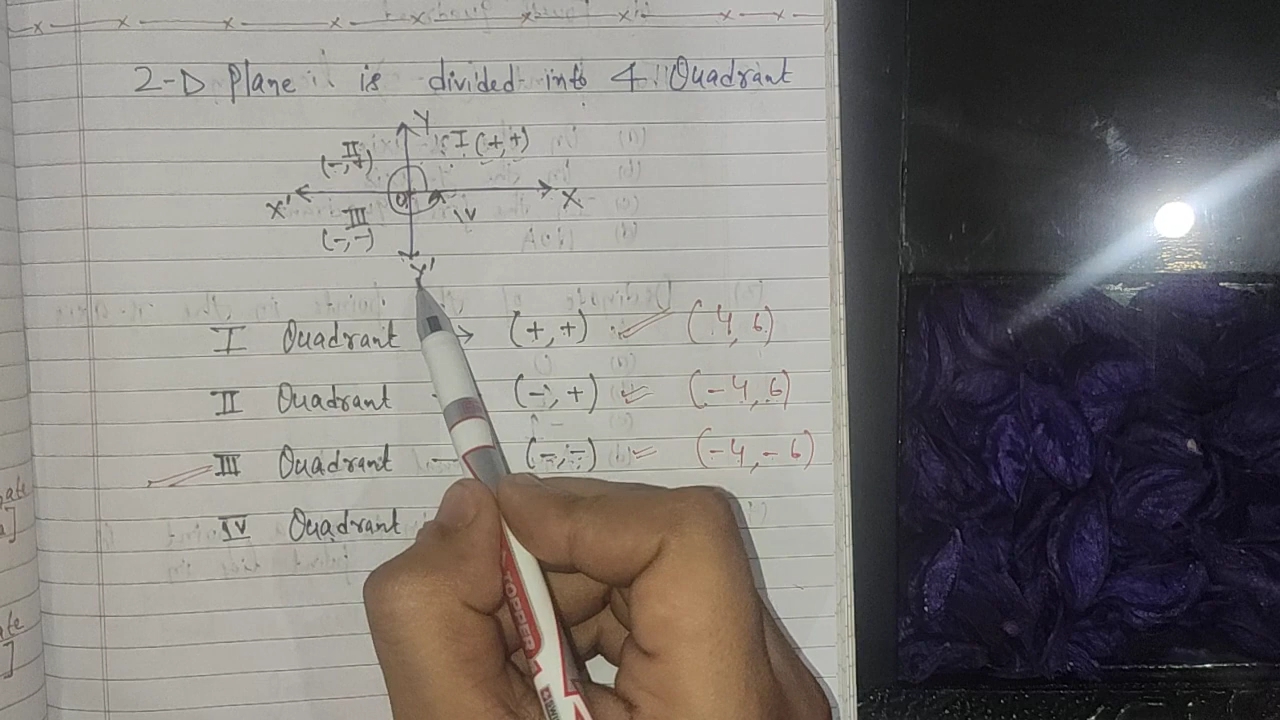 2-D Plane is divided into 4 Quadrant
Y
II
I (+,+)
(-,+)
X'
O
X
III
IV
(-,-)
Y'
I Quadrant → (+,+) (4,6)
II Quadrant - (-,+) (-4,6)
III Quadrant - (-,-) (-4,-6)
IV Quadrant
TOPPER